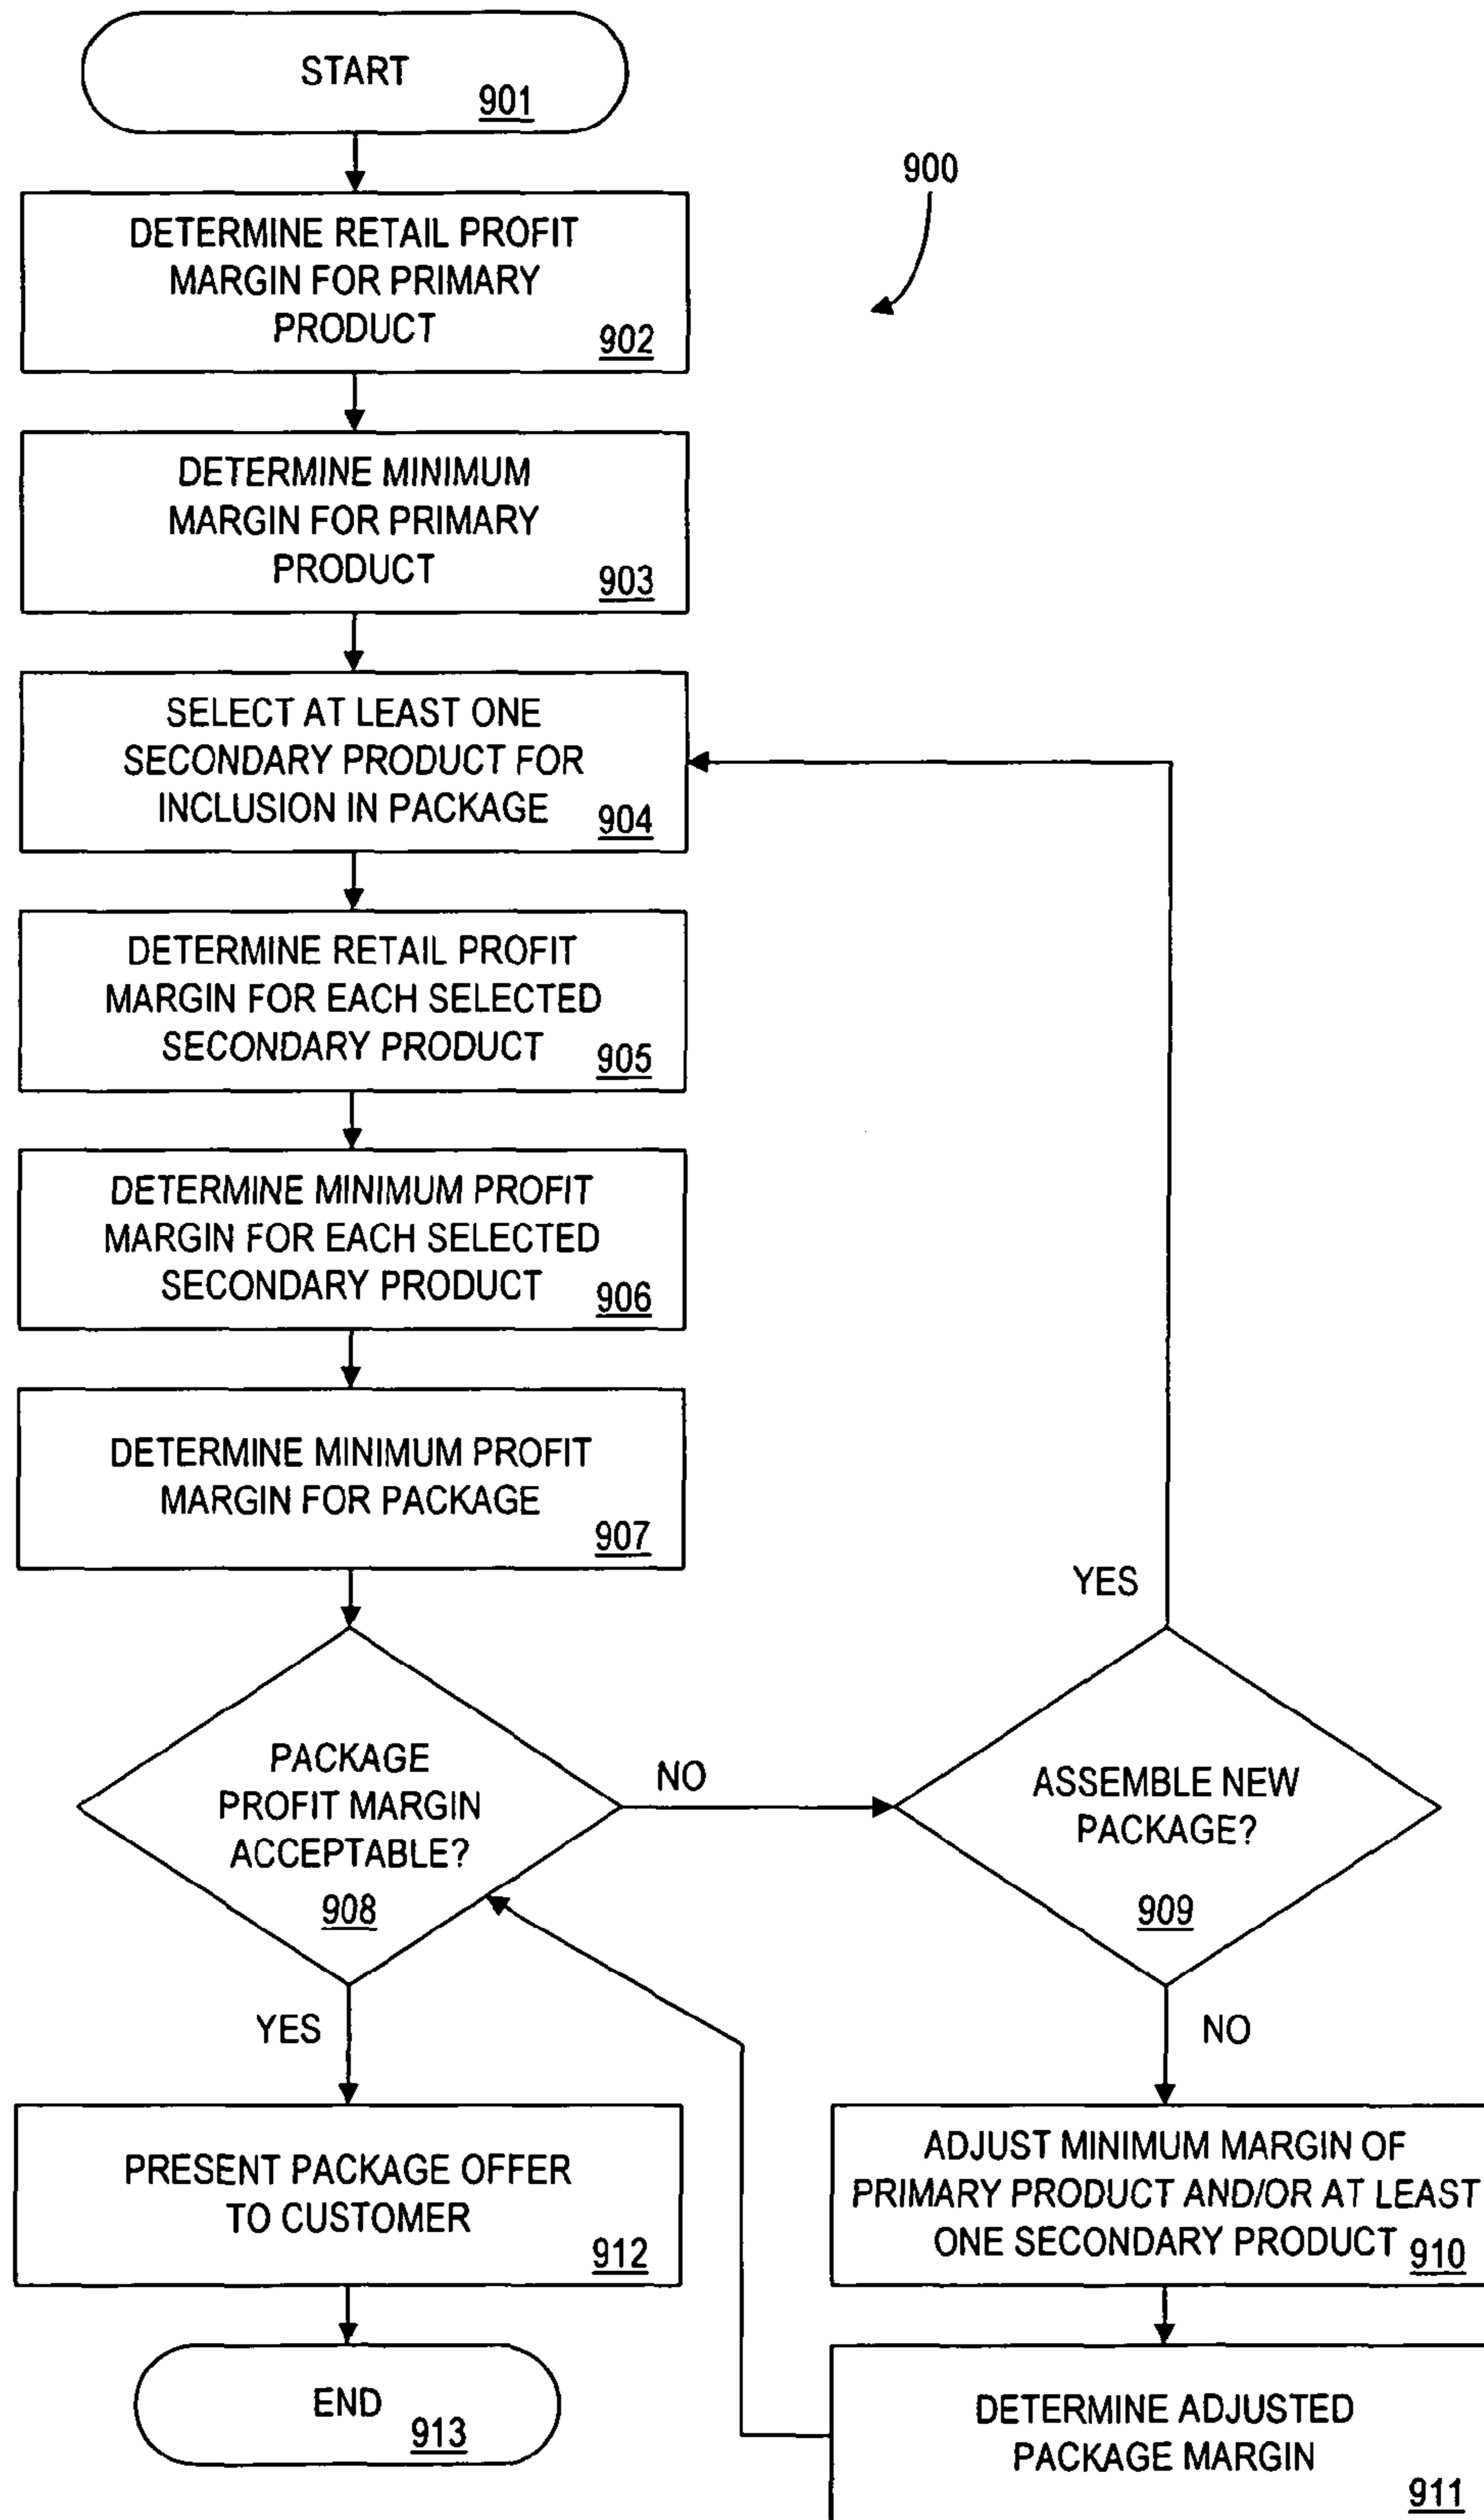 START
901
900
DETERMINE RETAIL PROFIT
MARGIN FOR PRIMARY
PRODUCT
902
DETERMINE MINIMUM
MARGIN FOR PRIMARY
PRODUCT
903
SELECT AT LEAST ONE
SECONDARY PRODUCT FOR
INCLUSION IN PACKAGE
904
DETERMINE RETAIL PROFIT
MARGIN FOR EACH SELECTED
SECONDARY PRODUCT
905
DETERMINE MINIMUM PROFIT
MARGIN FOR EACH SELECTED
SECONDARY PRODUCT
906
DETERMINE MINIMUM PROFIT
MARGIN FOR PACKAGE
907
YES
PACKAGE
PROFIT MARGIN
ACCEPTABLE?
908
NO
ASSEMBLE NEW
PACKAGE?
909
YES
NO
PRESENT PACKAGE OFFER
TO CUSTOMER
912
ADJUST MINIMUM MARGIN OF
PRIMARY PRODUCT AND/OR AT LEAST
ONE SECONDARY PRODUCT
910
END
913
DETERMINE ADJUSTED
PACKAGE MARGIN
911